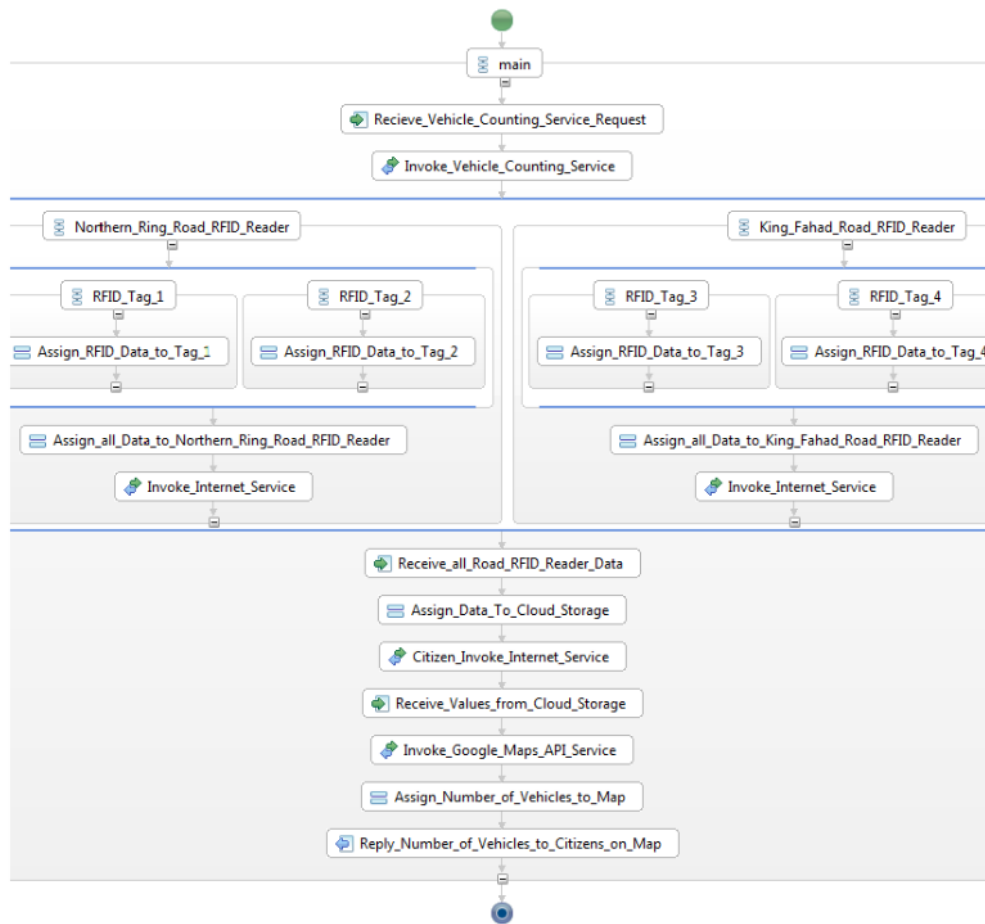 main
Recieve_Vehicle_Counting_Service_Request
Invoke_Vehicle_Counting_Service
Northern_Ring_Road_RFID_Reader
King_Fahad_Road_RFID_Reader
RFID_Tag_1
RFID_Tag_2
RFID_Tag_3
RFID_Tag_4
Assign_RFID_Data_to_Tag_1
Assign_RFID_Data_to_Tag_2
Assign_RFID_Data_to_Tag_3
Assign_RFID_Data_to_Tag_4
Assign_all_Data_to_Northern_Ring_Road_RFID_Reader
Assign_all_Data_to_King_Fahad_Road_RFID_Reader
Invoke_Internet_Service
Invoke_Internet_Service
Receive_all_Road_RFID_Reader_Data
Assign_Data_To_Cloud_Storage
Citizen_Invoke_Internet_Service
Receive_Values_from_Cloud_Storage
Invoke_Google_Maps_API_Service
Assign_Number_of_Vehicles_to_Map
Reply_Number_of_Vehicles_to_Citizens_on_Map